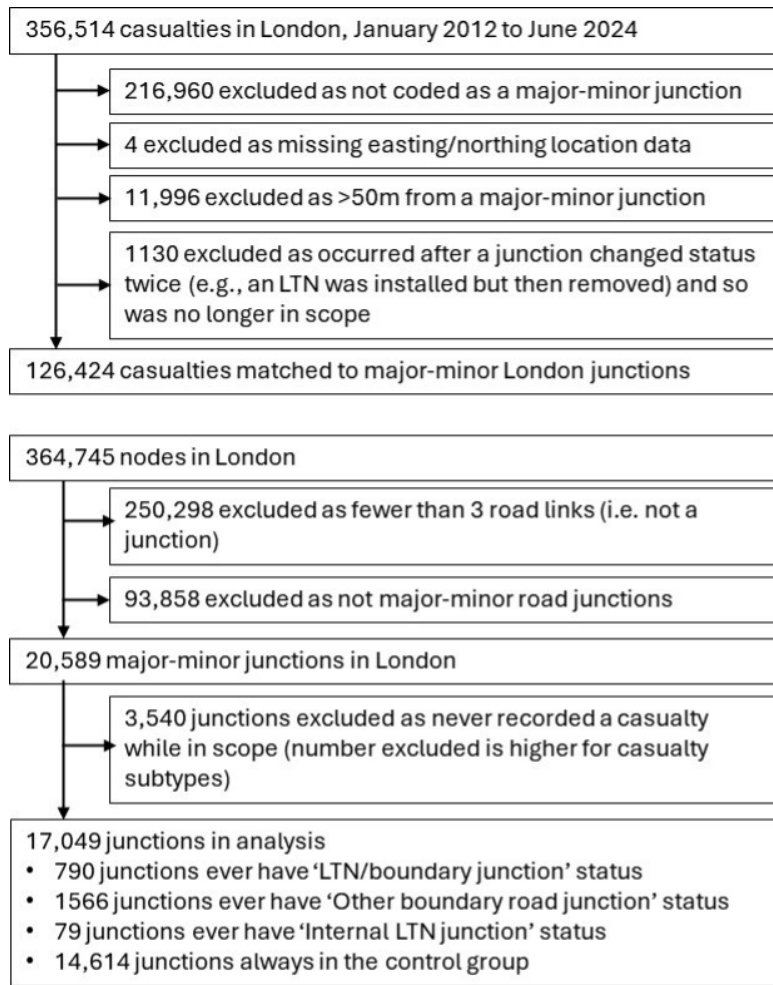 356,514 casualties in London, January 2012 to June 2024
216,960 excluded as not coded as a major-minor junction
4 excluded as missing easting/northing location data
11,996 excluded as >50m from a major-minor junction
1130 excluded as occurred after a junction changed status
twice (e.g., an LTN was installed but then removed) and so
was no longer in scope
126,424 casualties matched to major-minor London junctions
364,745 nodes in London
250,298 excluded as fewer than 3 road links (i.e. not a
junction)
93,858 excluded as not major-minor road junctions
20,589 major-minor junctions in London
3,540 junctions excluded as never recorded a casualty
while in scope (number excluded is higher for casualty
subtypes)
17,049 junctions in analysis
• 790 junctions ever have ‘LTN/boundary junction’ status
• 1566 junctions ever have ‘Other boundary road junction’ status
• 79 junctions ever have ‘Internal LTN junction’ status
• 14,614 junctions always in the control group